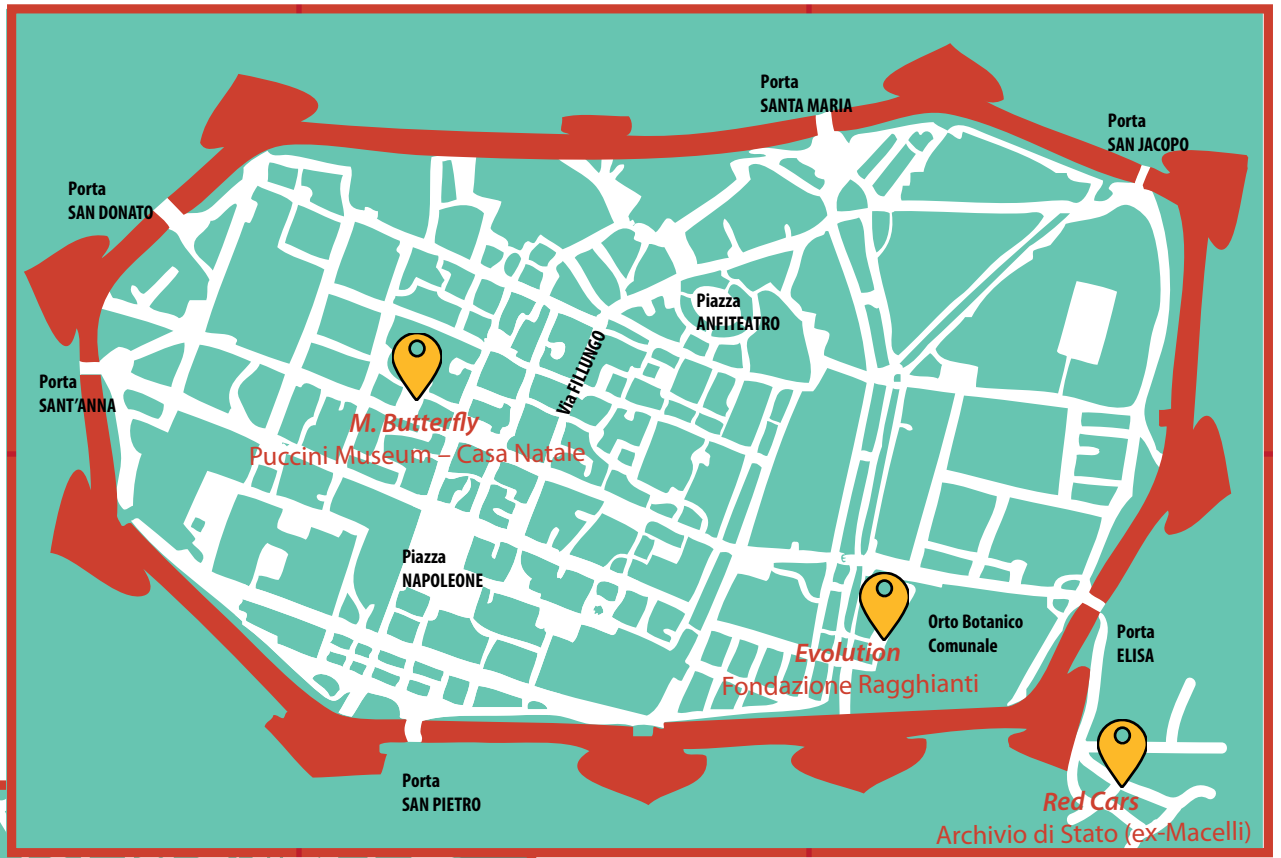 Porta
SANTA MARIA
Porta
SAN JACOPO
Porta
SAN DONATO
Piazza
ANFITEATRO
Via FILLUNGO
Porta
SANT'ANNA
M. Butterfly
Puccini Museum – Casa Natale
Piazza
NAPOLEONE
Orto Botanico
Comunale
Porta
ELISA
Evolution
Fondazione Ragghianti
Porta
SAN PIETRO
Red Cars
Archivio di Stato (ex-Macelli)